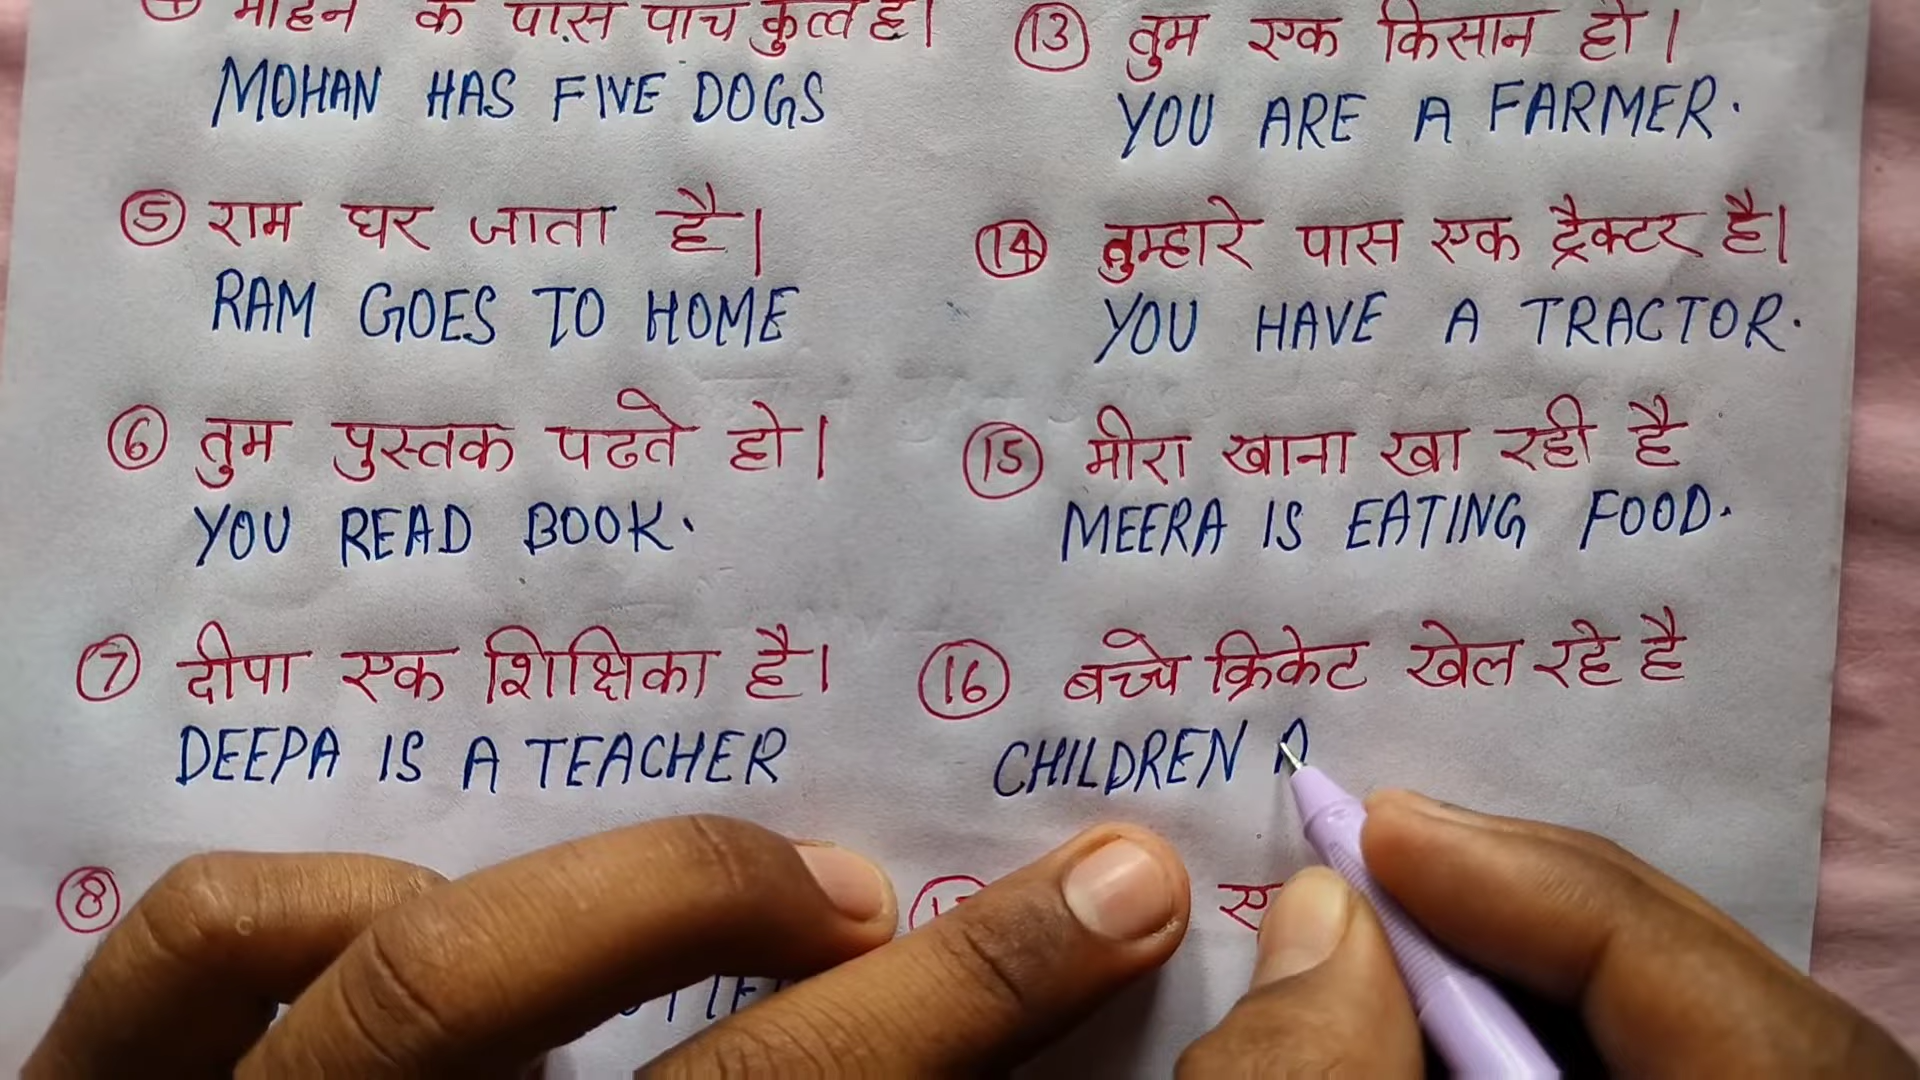 मोहन के पास पांच कुत्ते है।
MOHAN HAS FIVE DOGS
⑤ राम घर जाता है।
RAM GOES TO HOME
⑥ तुम पुस्तक पढते हो।
YOU READ BOOK.
⑦ दीपा एक शिक्षिका है।
DEEPA IS A TEACHER
⑧
⑬ तुम एक किसान हो।
YOU ARE A FARMER.
⑭ तुम्हारे पास एक ट्रैक्टर है।
YOU HAVE A TRACTOR.
⑮ मीरा खाना खा रही है
MEERA IS EATING FOOD.
⑯ बच्चे क्रिकेट खेल रहे है
CHILDREN A